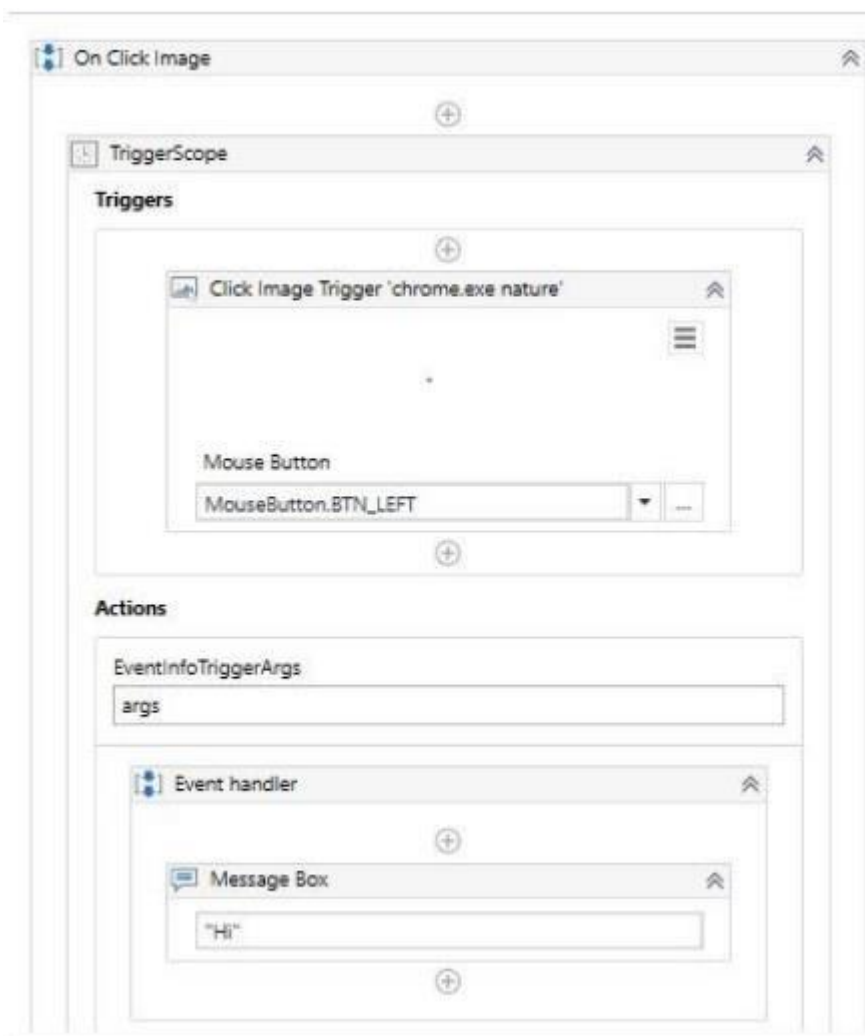 On Click Image
TriggerScope
Triggers
Click Image Trigger 'chrome.exe nature'
Mouse Button
MouseButton.BTN_LEFT
...
Actions
EventInfoTriggerArgs
args
Event handler
Message Box
"Hi"